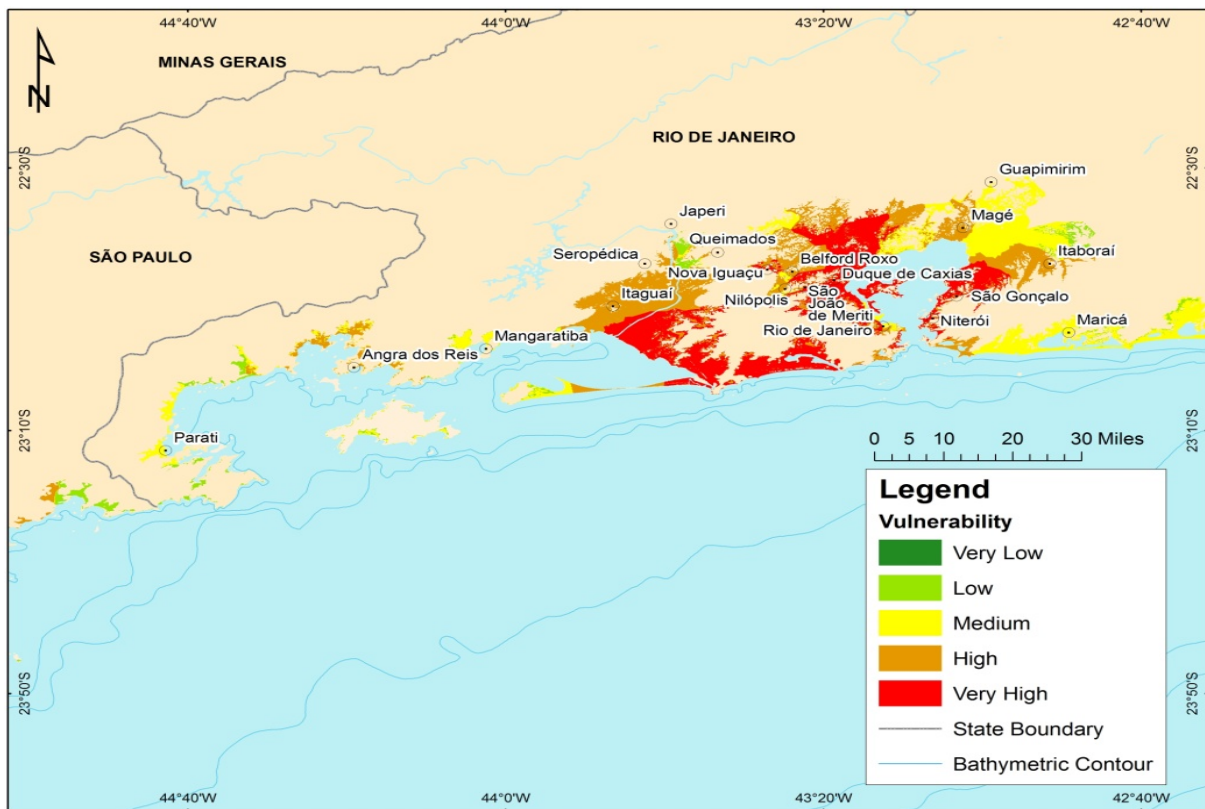 44°40'W
44°0'W
43°20'W
42°40'W
MINAS GERAIS
N
RIO DE JANEIRO
22°30'S
22°30'S
Guapimirim
Japeri
Magé
SÃO PAULO
Queimados
Seropédica
Belford Roxo
Itaboraí
Nova Iguaçu
Duque de Caxias
Itaguaí
Nilópolis
São
João
de Meriti
São Gonçalo
Rio de Janeiro
Niterói
Maricá
Mangaratiba
Angra dos Reis
23°10'S
Parati
23°10'S
0 5 10 20 30 Miles
Legend
Vulnerability
Very Low
Low
Medium
High
Very High
State Boundary
Bathymetric Contour
23°50'S
23°50'S
44°40'W
44°0'W
43°20'W
42°40'W